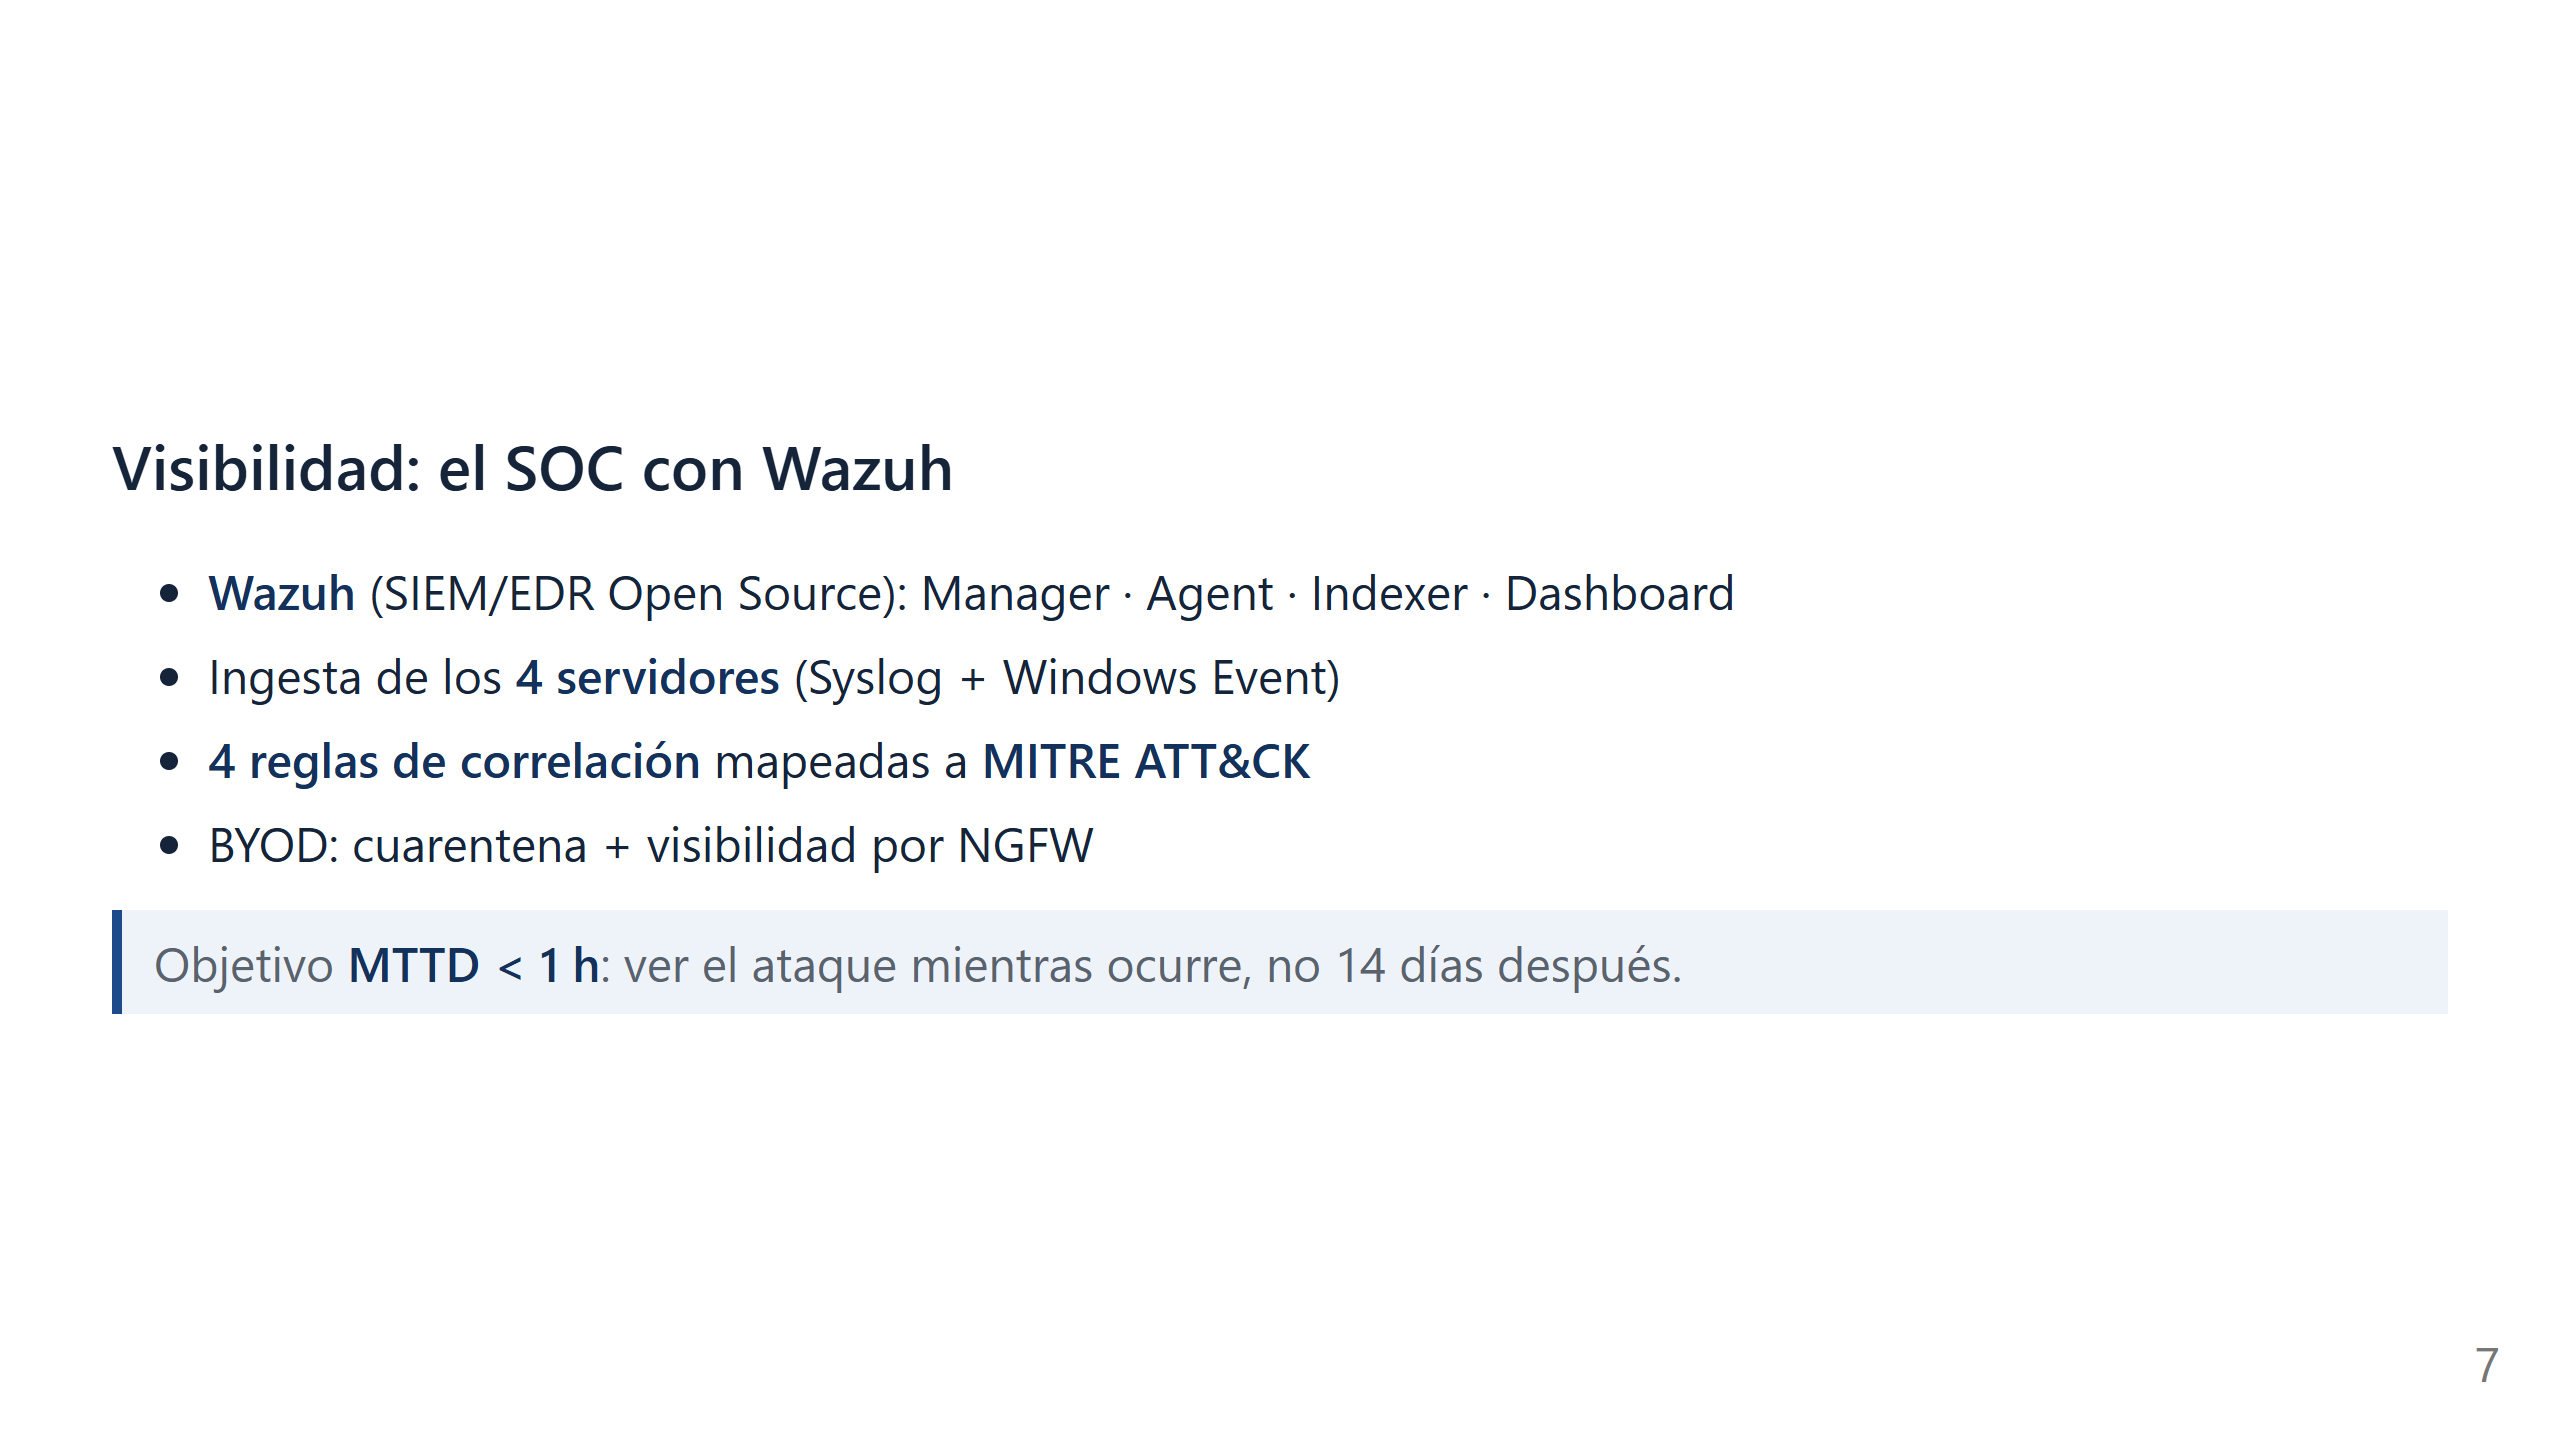 Visibilidad: el SOC con Wazuh
• Wazuh (SIEM/EDR Open Source): Manager · Agent · Indexer · Dashboard
• Ingesta de los 4 servidores (Syslog + Windows Event)
• 4 reglas de correlación mapeadas a MITRE ATT&CK
• BYOD: cuarentena + visibilidad por NGFW
Objetivo MTTD < 1 h: ver el ataque mientras ocurre, no 14 días después.
7